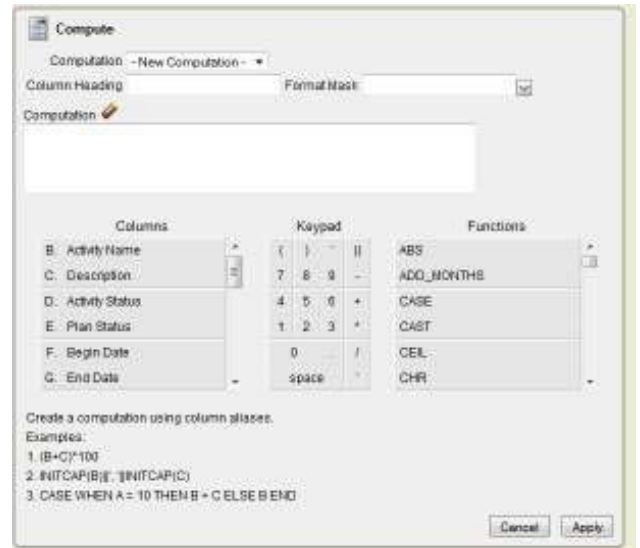 Compute
Computation - New Computation -
Column Heading Format Mask
Computation
Columns Keypad Functions
B. Activity Name ( ) ' || ABS
C. Description 7 8 9 - ADD_MONTHS
D. Activity Status 4 5 6 + CASE
E. Plan Status 1 2 3 * CAST
F. Begin Date 0 . / CEIL
G. End Date space CHR
Create a computation using column aliases.
Examples:
1. (B+C)*100
2. INITCAP(B)||', '||INITCAP(C)
3. CASE WHEN A = 10 THEN B + C ELSE B END
Cancel Apply